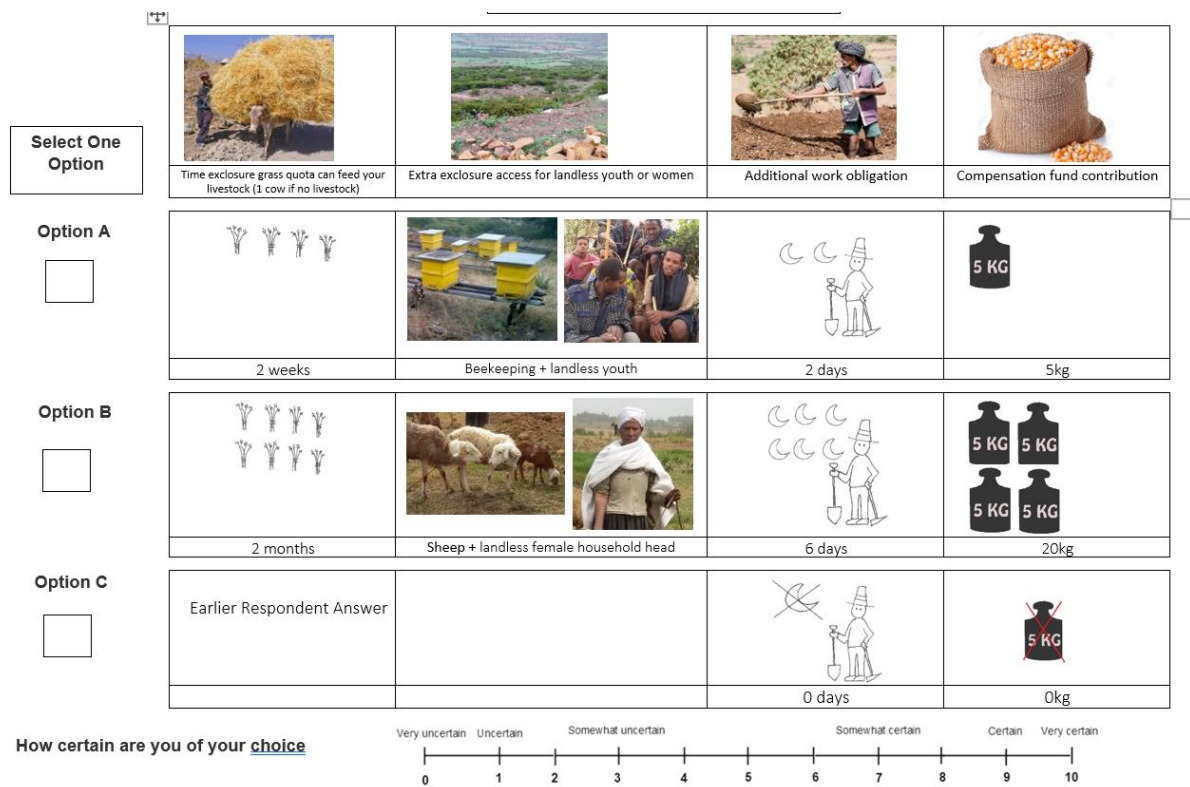 Select One
Option
Time exclosure grass quota can feed your
livestock (1 cow if no livestock)
Extra exclosure access for landless youth or women
Additional work obligation
Compensation fund contribution
Option A
5 KG
2 weeks
Beekeeping + landless youth
2 days
5kg
Option B
5 KG 5 KG
5 KG 5 KG
2 months
Sheep + landless female household head
6 days
20kg
Option C
Earlier Respondent Answer
5 KG
0 days
0kg
How certain are you of your choice
Very uncertain Uncertain Somewhat uncertain Somewhat certain Certain Very certain
0 1 2 3 4 5 6 7 8 9 10